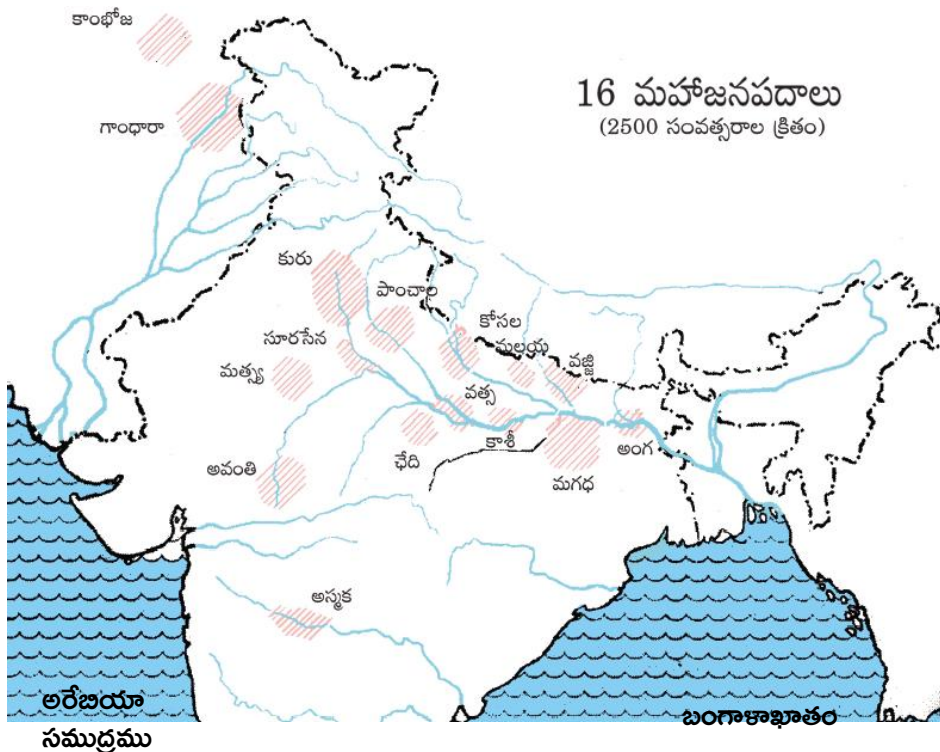 కాంభోజ
16 మహాజనపదాలు
(2500 సంవత్సరాల క్రితం)
గాంధారా
కురు
పాంచాల
కోసల
సూరసేన
మల్లయ
వజ్జి
మత్స్య
వత్స
కాశీ
అంగ
ఛేది
అవంతి
మగధ
అస్మక
అరేబియా
సముద్రము
బంగాళాఖాతం